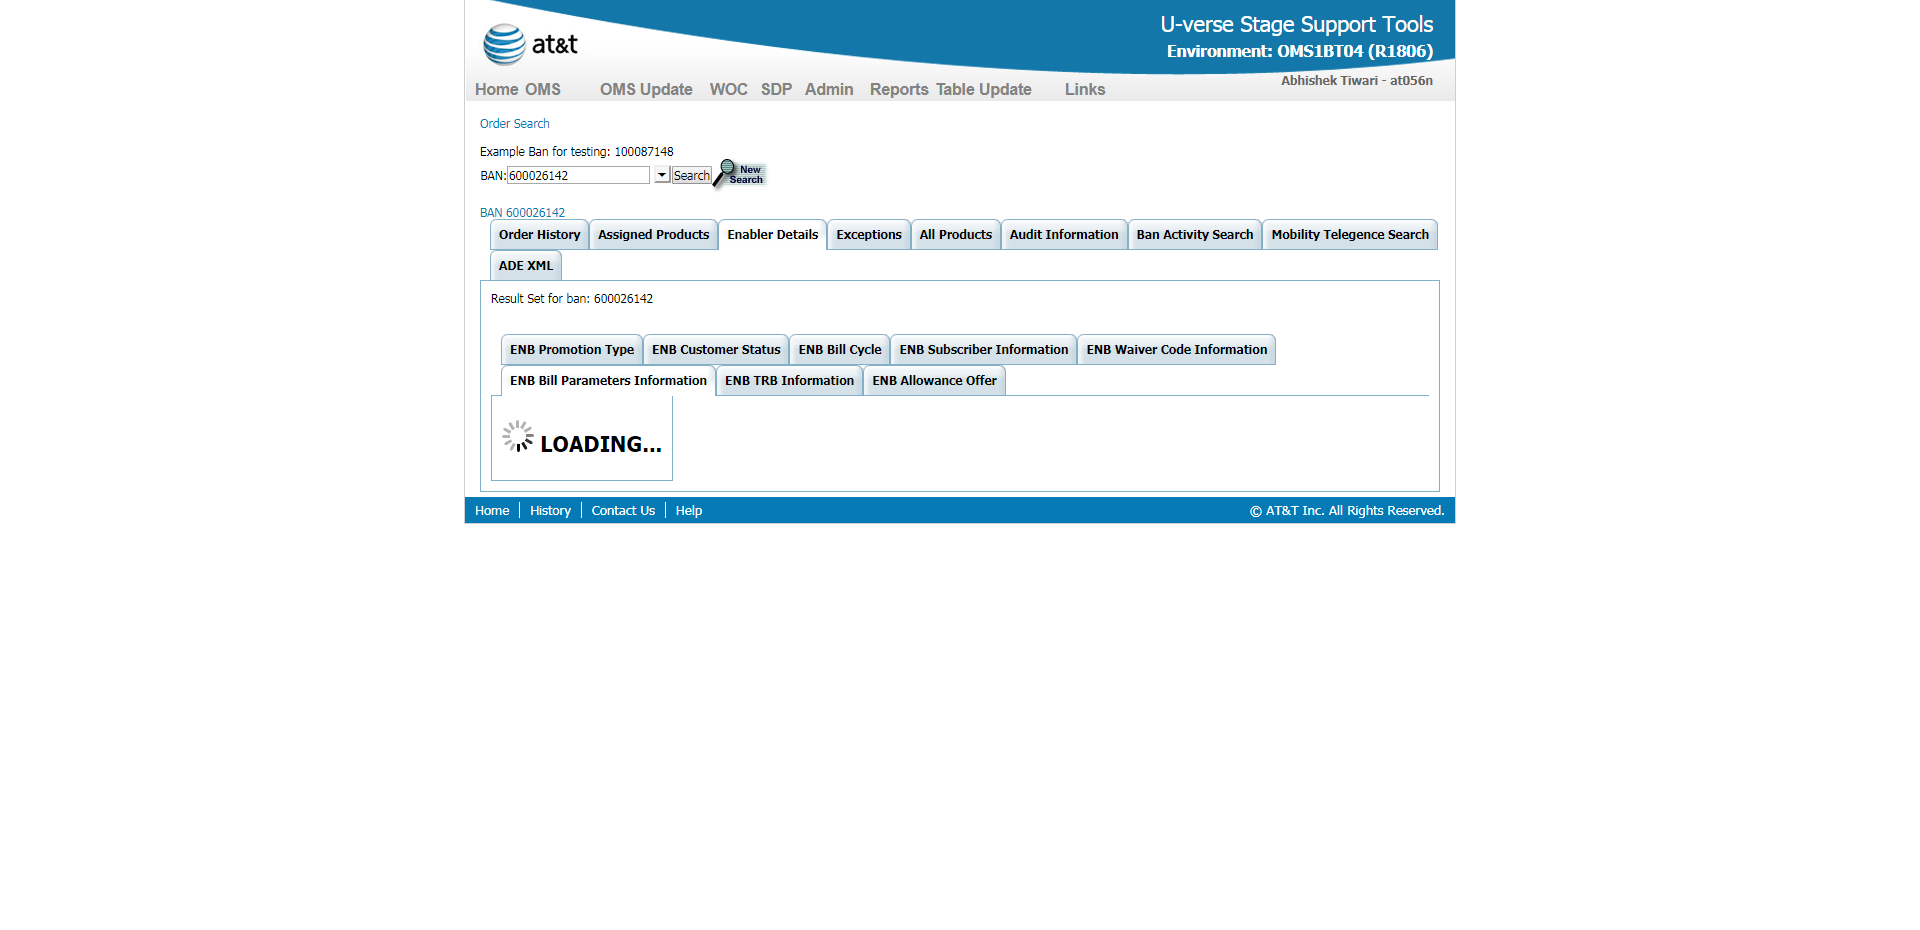 at&t
U-verse Stage Support Tools
Environment: OMS1BT04 (R1806)
Abhishek Tiwari - at056n
Home OMS OMS Update WOC SDP Admin Reports Table Update Links
Order Search
Example Ban for testing: 100087148
BAN: 600026142 Search New Search
BAN 600026142
Order History Assigned Products Enabler Details Exceptions All Products Audit Information Ban Activity Search Mobility Telegence Search
ADE XML
Result Set for ban: 600026142
ENB Promotion Type ENB Customer Status ENB Bill Cycle ENB Subscriber Information ENB Waiver Code Information
ENB Bill Parameters Information ENB TRB Information ENB Allowance Offer
LOADING...
Home History Contact Us Help © AT&T Inc. All Rights Reserved.